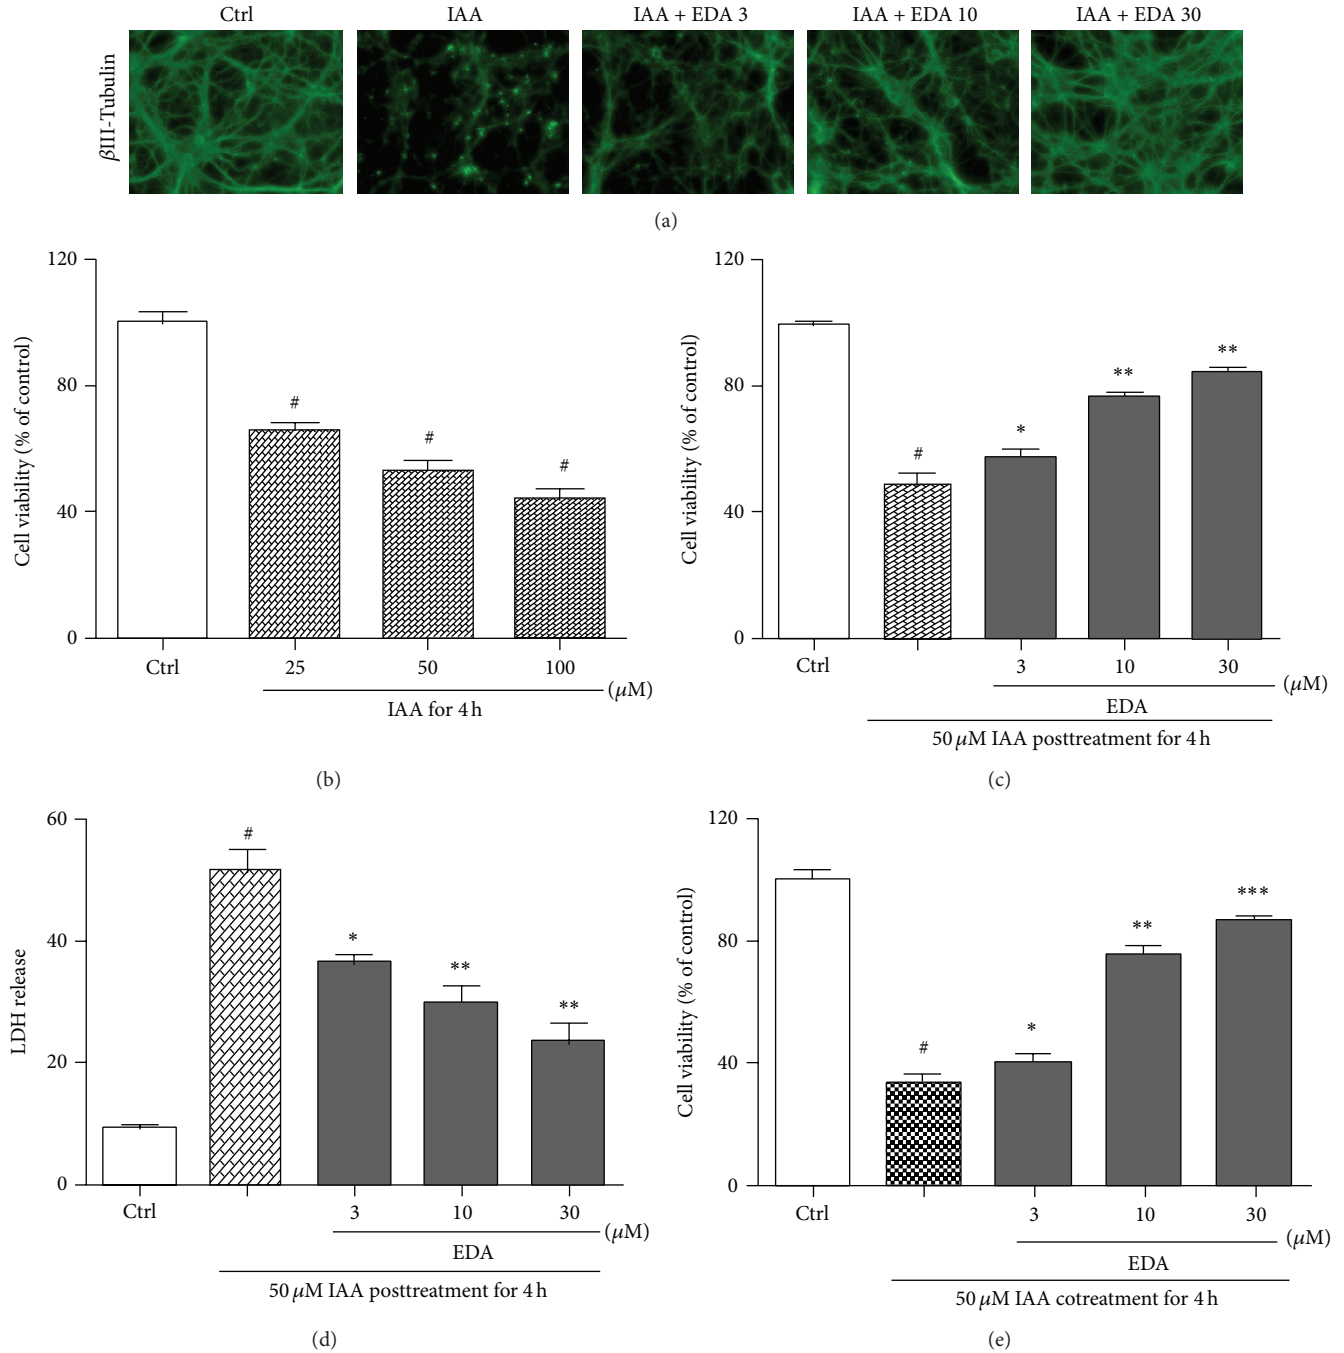 Ctrl IAA IAA + EDA 3 IAA + EDA 10 IAA + EDA 30
βIII-Tubulin
(a)
120
80
40
0
Cell viability (% of control)
# # #
Ctrl 25 50 100
(μM)
IAA for 4 h
(b)
120
80
40
0
Cell viability (% of control)
# * ** **
Ctrl 3 10 30
(μM)
EDA
50 μM IAA posttreatment for 4 h
(c)
60
40
20
0
LDH release
# * ** **
Ctrl 3 10 30
(μM)
EDA
50 μM IAA posttreatment for 4 h
(d)
120
80
40
0
Cell viability (% of control)
# * ** ***
Ctrl 3 10 30
(μM)
EDA
50 μM IAA cotreatment for 4 h
(e)